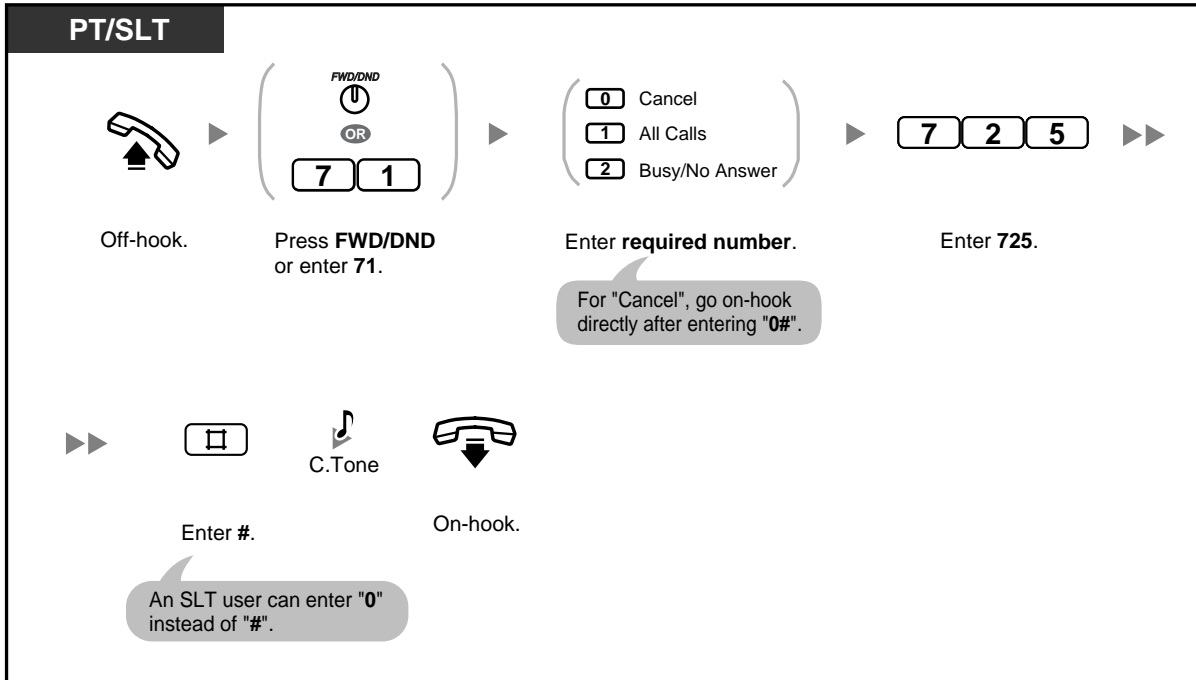 PT/SLT
FWD/DND
OR
7 1
0 Cancel
1 All Calls
2 Busy/No Answer
7 2 5
Off-hook.
Press FWD/DND
or enter 71.
Enter required number.
For "Cancel", go on-hook
directly after entering "0#".
Enter 725.
#
C.Tone
Enter #.
On-hook.
An SLT user can enter "0"
instead of "#".